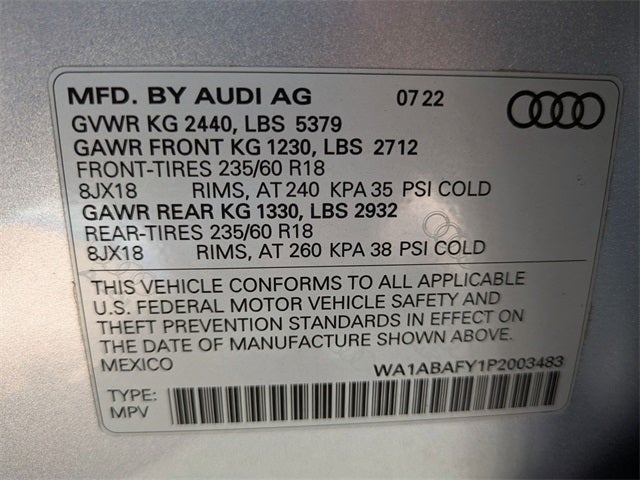 MFD. BY AUDI AG 07 22
GVWR KG 2440, LBS 5379
GAWR FRONT KG 1230, LBS 2712
FRONT-TIRES 235/60 R18
8JX18 RIMS, AT 240 KPA 35 PSI COLD
GAWR REAR KG 1330, LBS 2932
REAR-TIRES 235/60 R18
8JX18 RIMS, AT 260 KPA 38 PSI COLD
THIS VEHICLE CONFORMS TO ALL APPLICABLE
U.S. FEDERAL MOTOR VEHICLE SAFETY AND
THEFT PREVENTION STANDARDS IN EFFECT ON
THE DATE OF MANUFACTURE SHOWN ABOVE.
MEXICO WA1ABAFY1P2003483
TYPE:
MPV